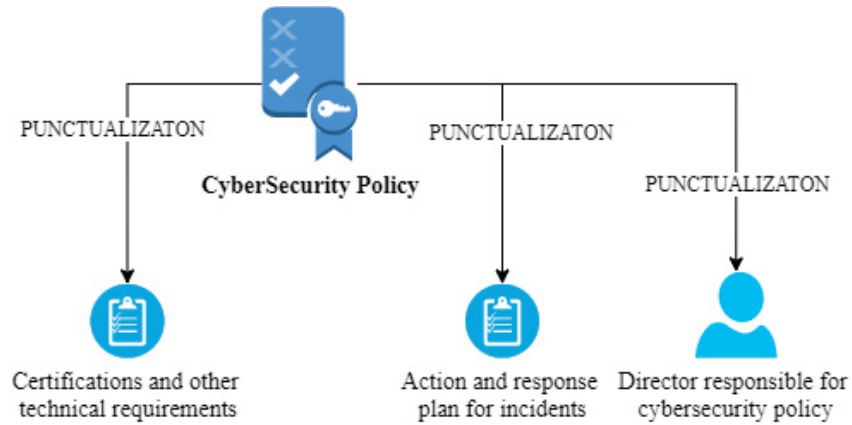 PUNCTUALIZATON
PUNCTUALIZATON
CyberSecurity Policy
PUNCTUALIZATON
Certifications and other
technical requirements
Action and response
plan for incidents
Director responsible for
cybersecurity policy